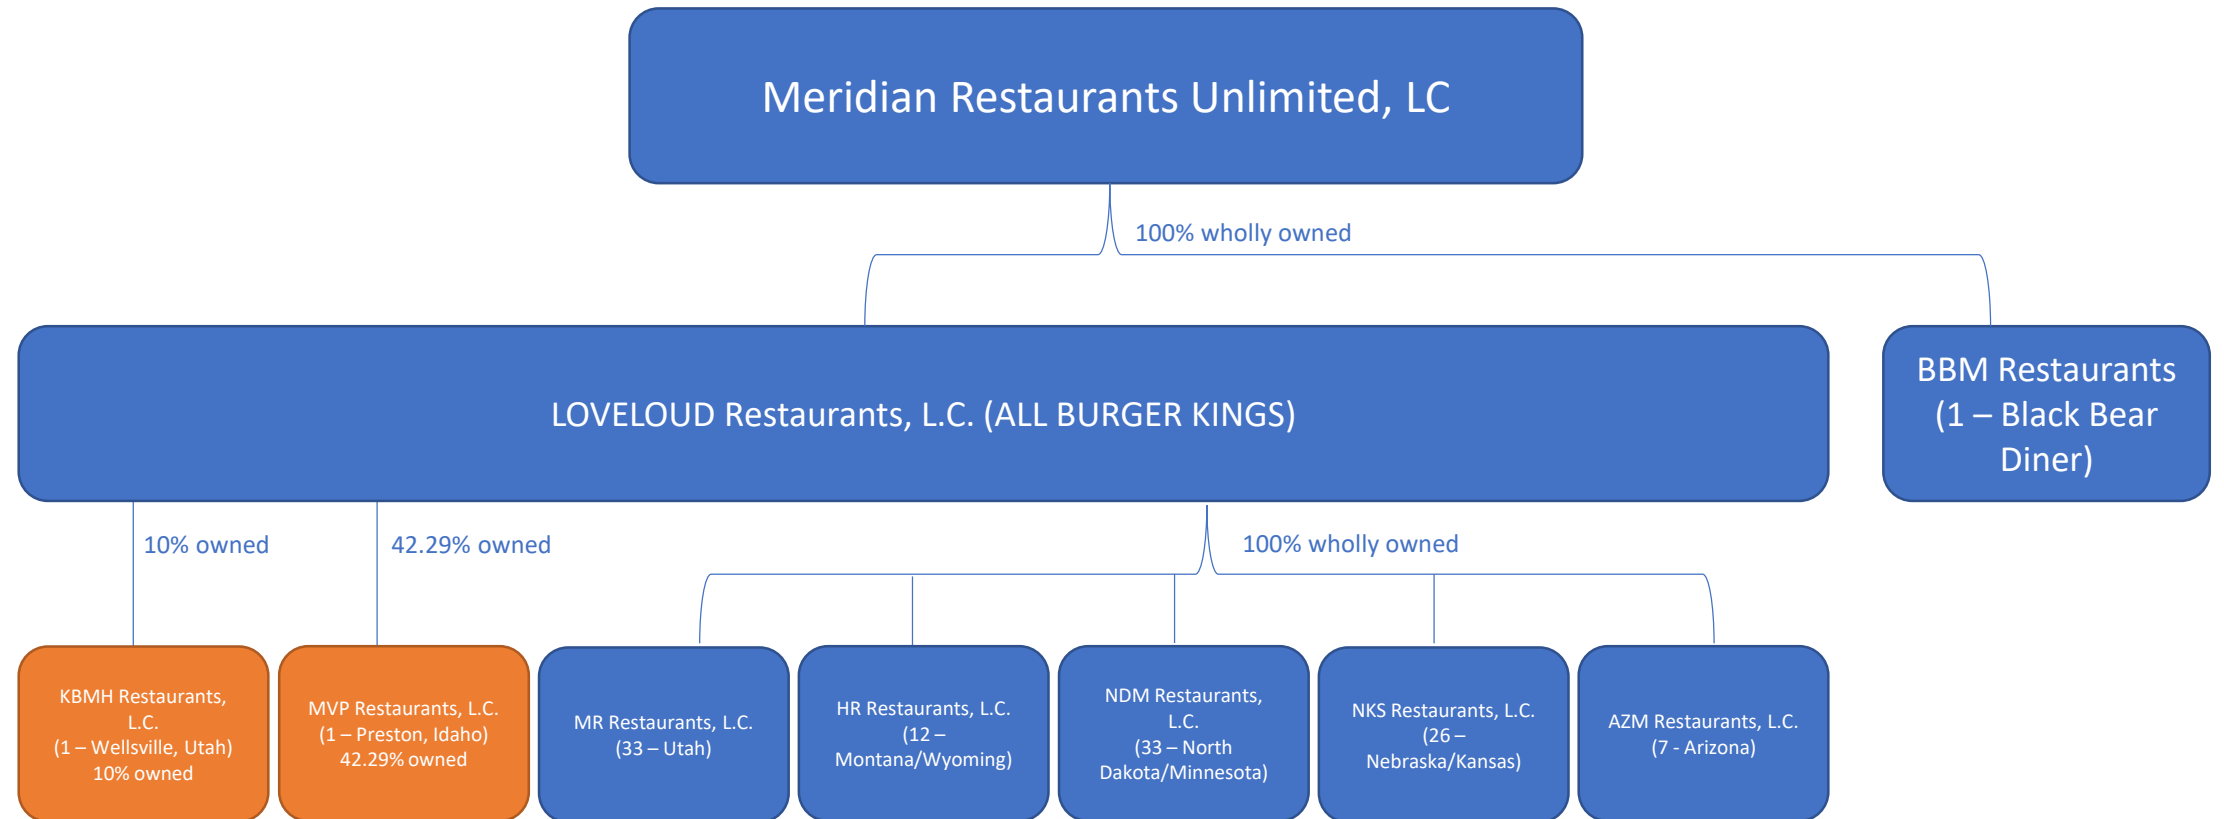 Meridian Restaurants Unlimited, LC
100% wholly owned
LOVELOUD Restaurants, L.C. (ALL BURGER KINGS)
BBM Restaurants
(1 – Black Bear
Diner)
10% owned
42.29% owned
100% wholly owned
KBMH Restaurants,
L.C.
(1 – Wellsville, Utah)
10% owned
MVP Restaurants, L.C.
(1 – Preston, Idaho)
42.29% owned
MR Restaurants, L.C.
(33 – Utah)
HR Restaurants, L.C.
(12 –
Montana/Wyoming)
NDM Restaurants,
L.C.
(33 – North
Dakota/Minnesota)
NKS Restaurants, L.C.
(26 –
Nebraska/Kansas)
AZM Restaurants, L.C.
(7 - Arizona)